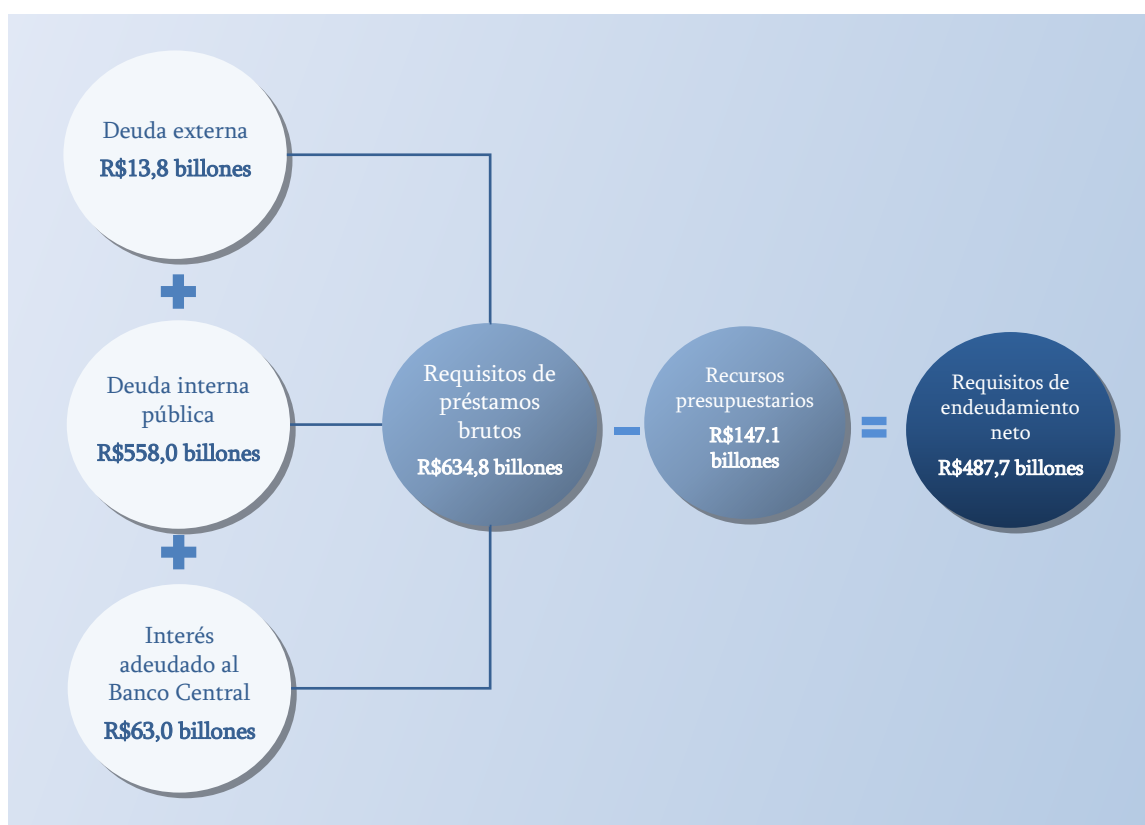 Deuda externa
R$13,8 billones
Deuda interna
pública
R$558,0 billones
Interés
adeudado al
Banco Central
R$63,0 billones
Requisitos de
préstamos
brutos
R$634,8 billones
Recursos
presupuestarios
R$147.1
billones
Requisitos de
endeudamiento
neto
R$487,7 billones